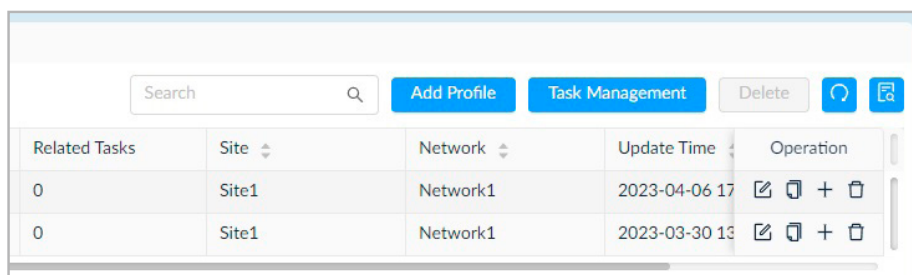 Search Add Profile Task Management Delete
Related Tasks Site Network Update Time Operation
0 Site1 Network1 2023-04-06 17
0 Site1 Network1 2023-03-30 13